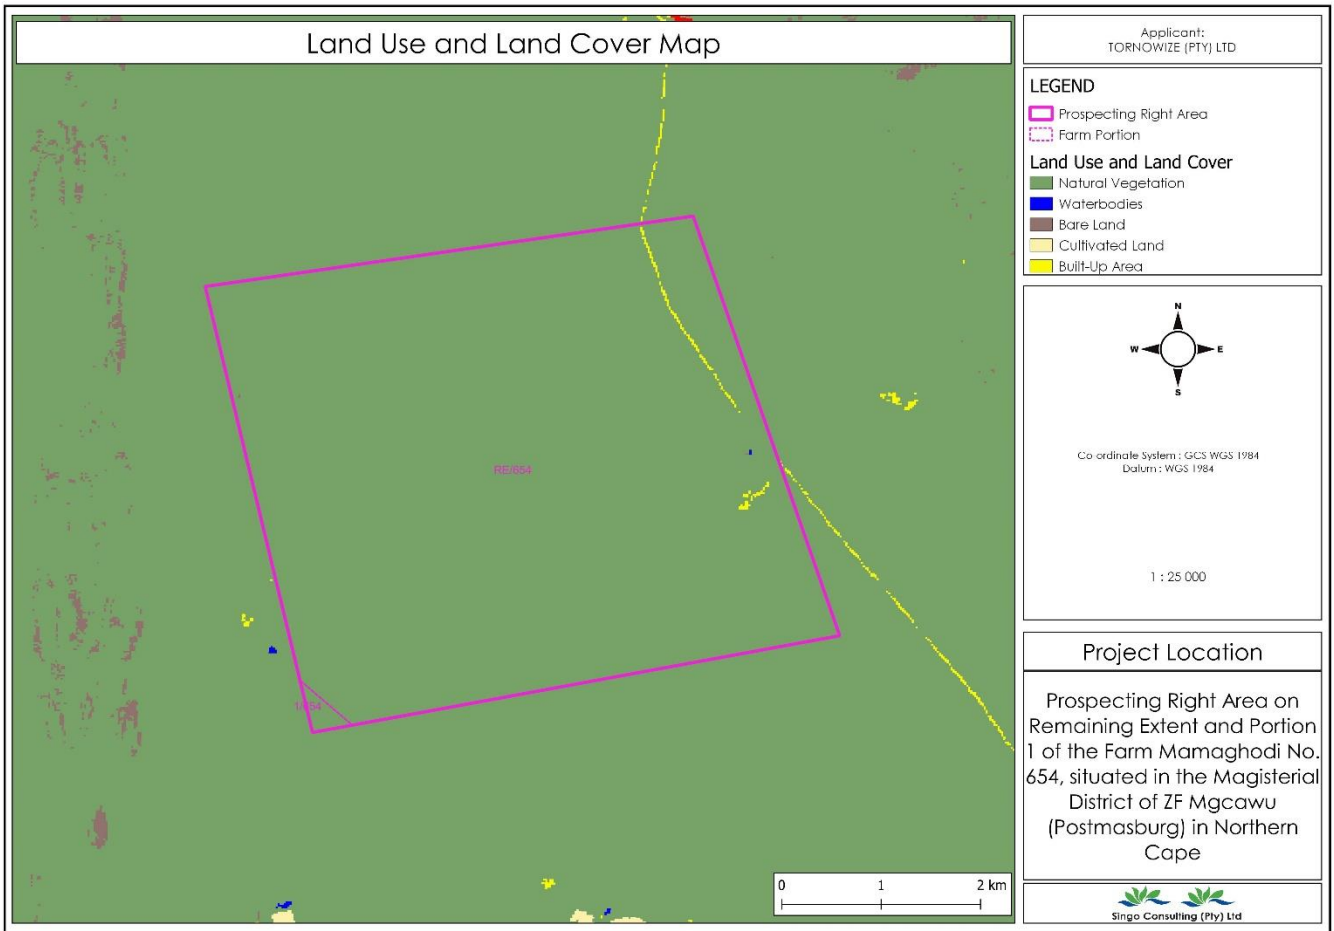 Land Use and Land Cover Map
RE/654
1/654
0 1 2 km
Applicant:
TORNOWIZE (PTY) LTD
LEGEND
Prospecting Right Area
Farm Portion
Land Use and Land Cover
Natural Vegetation
Waterbodies
Bare Land
Cultivated Land
Built-Up Area
N
W E
S
Co-ordinate System : GCS WGS 1984
Datum : WGS 1984
1 : 25 000
Project Location
Prospecting Right Area on
Remaining Extent and Portion
1 of the Farm Mamaghodi No.
654, situated in the Magisterial
District of ZF Mgcawu
(Postmasburg) in Northern
Cape
Singo Consulting (Pty) Ltd